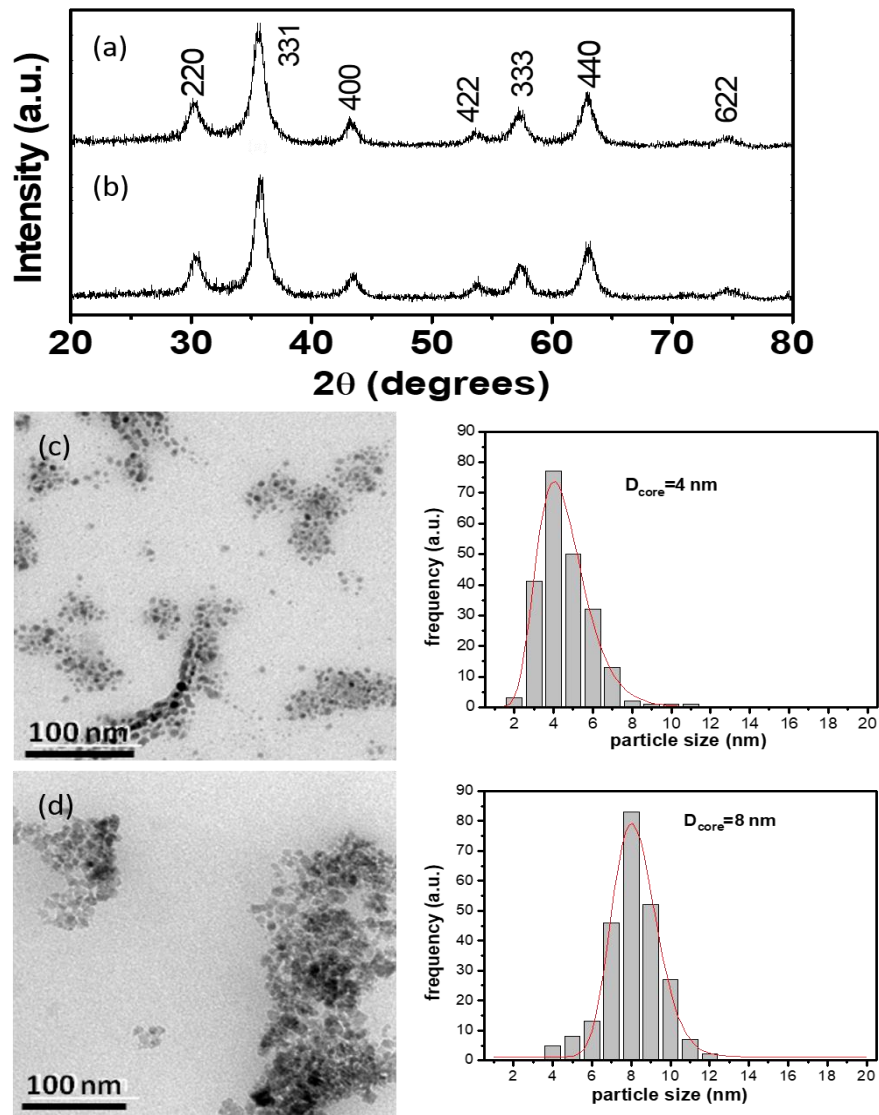 (a)
220
331
400
422
333
440
622
(b)
Intensity (a.u.)
20 30 40 50 60 70 80
2θ (degrees)
(c)
100 nm
90
80
70
60
50
40
30
20
10
0
frequency (a.u.)
D_core=4 nm
2 4 6 8 10 12 14 16 18 20
particle size (nm)
(d)
100 nm
90
80
70
60
50
40
30
20
10
0
frequency (a.u.)
D_core=8 nm
2 4 6 8 10 12 14 16 18 20
particle size (nm)